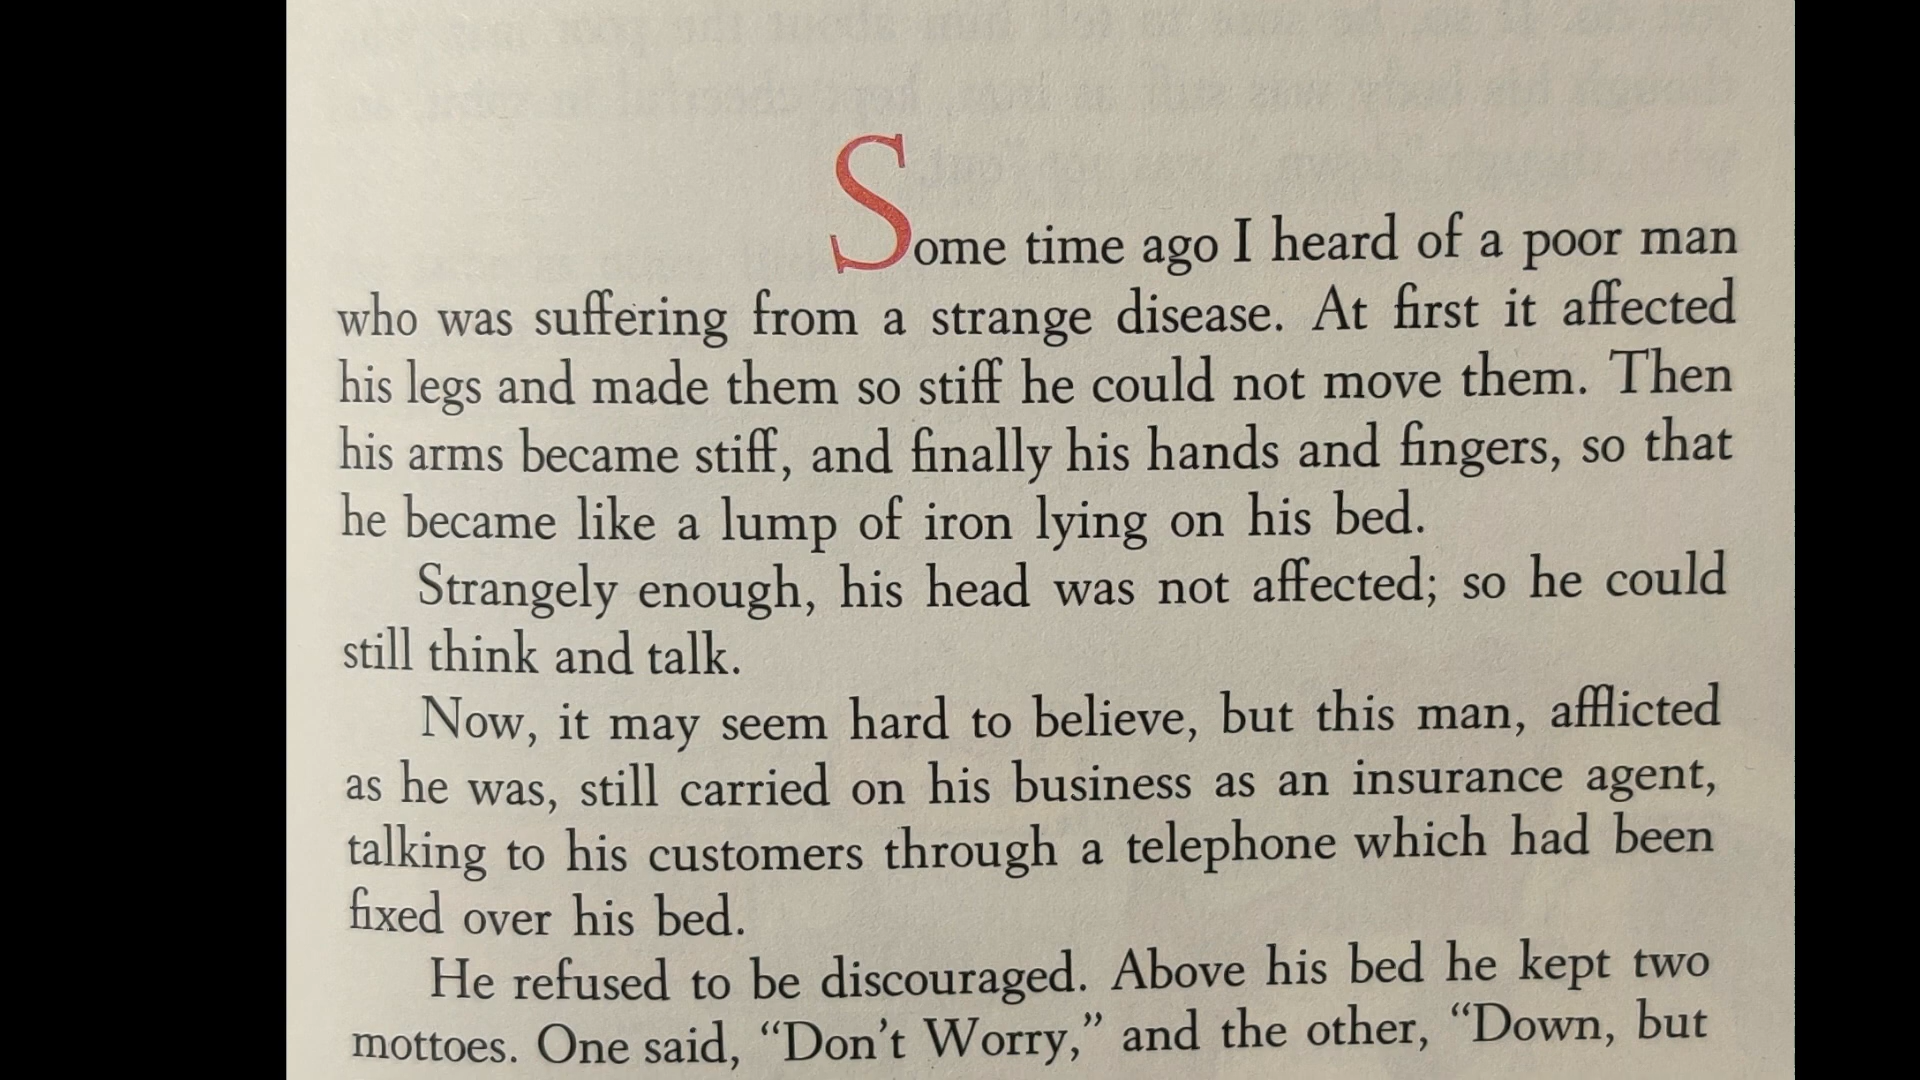 Some time ago I heard of a poor man
who was suffering from a strange disease. At first it affected
his legs and made them so stiff he could not move them. Then
his arms became stiff, and finally his hands and fingers, so that
he became like a lump of iron lying on his bed.
Strangely enough, his head was not affected; so he could
still think and talk.
Now, it may seem hard to believe, but this man, afflicted
as he was, still carried on his business as an insurance agent,
talking to his customers through a telephone which had been
fixed over his bed.
He refused to be discouraged. Above his bed he kept two
mottoes. One said, “Don’t Worry,” and the other, “Down, but